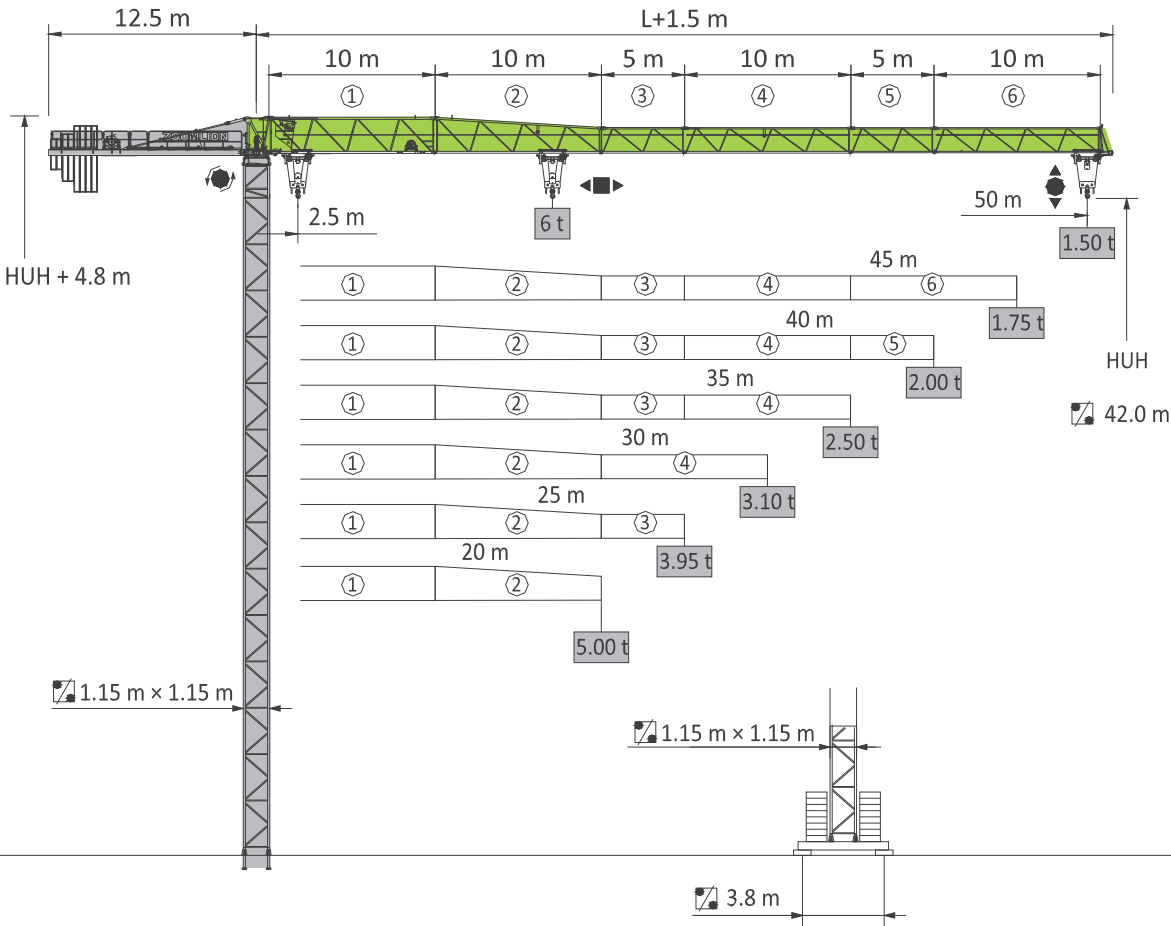 12.5 m
L+1.5 m
10 m 10 m 5 m 10 m 5 m 10 m
1 2 3 4 5 6
ZOOMLION
2.5 m
6 t
50 m
1.50 t
HUH + 4.8 m
45 m
1 2 3 4 6
1.75 t
40 m
1 2 3 4 5
2.00 t
HUH
35 m
1 2 3 4
42.0 m
2.50 t
30 m
1 2 4
3.10 t
25 m
1 2 3
3.95 t
20 m
1 2
5.00 t
1.15 m × 1.15 m
1.15 m × 1.15 m
3.8 m